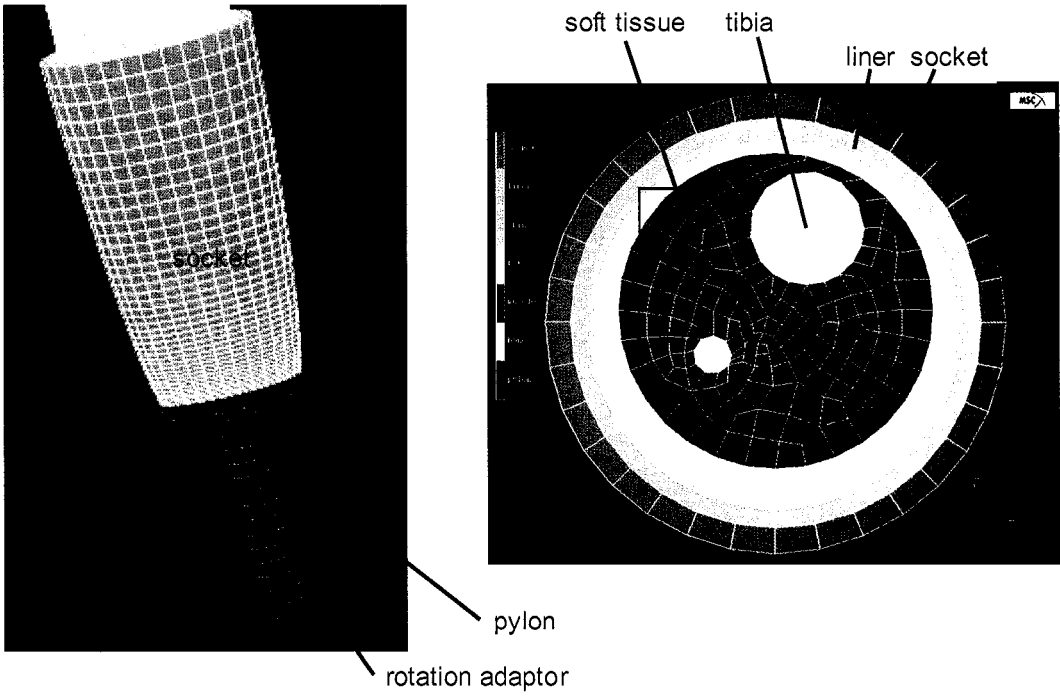 soft tissue tibia
liner socket
MSC
socket
pylon
rotation adaptor